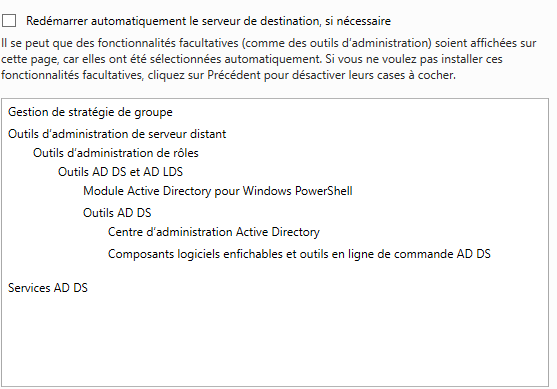 Redémarrer automatiquement le serveur de destination, si nécessaire
Il se peut que des fonctionnalités facultatives (comme des outils d'administration) soient affichées sur
cette page, car elles ont été sélectionnées automatiquement. Si vous ne voulez pas installer ces
fonctionnalités facultatives, cliquez sur Précédent pour désactiver leurs cases à cocher.
Gestion de stratégie de groupe
Outils d'administration de serveur distant
Outils d'administration de rôles
Outils AD DS et AD LDS
Module Active Directory pour Windows PowerShell
Outils AD DS
Centre d'administration Active Directory
Composants logiciels enfichables et outils en ligne de commande AD DS
Services AD DS